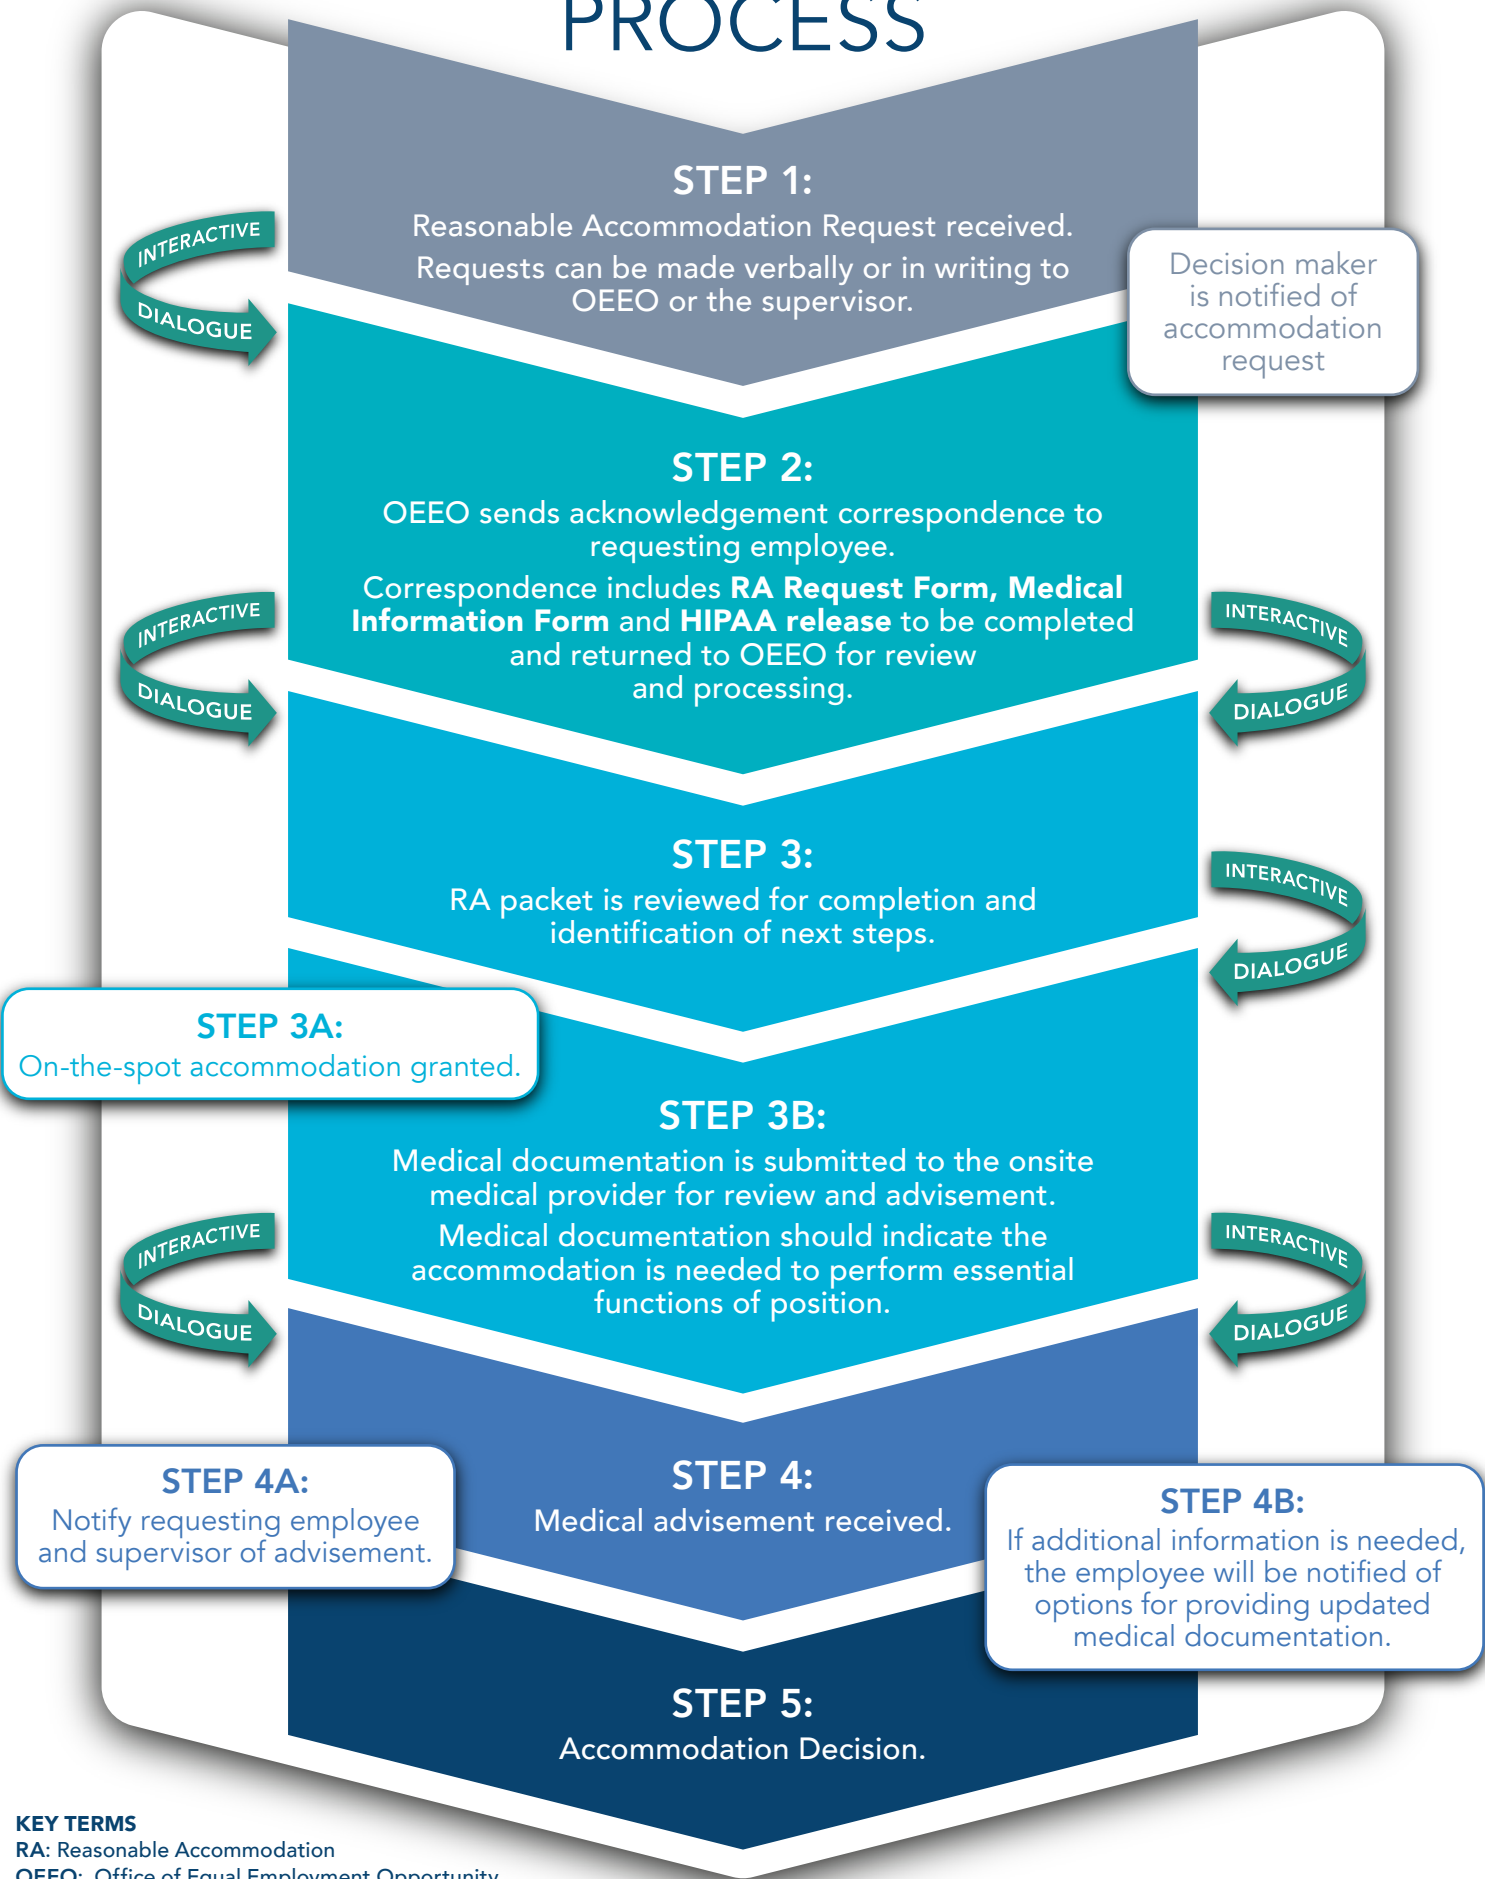 PROCESS
STEP 1:
Reasonable Accommodation Request received.
Requests can be made verbally or in writing to
OEEO or the supervisor.
INTERACTIVE
DIALOGUE
Decision maker
is notified of
accommodation
request
STEP 2:
OEEO sends acknowledgement correspondence to
requesting employee.
Correspondence includes RA Request Form, Medical
Information Form and HIPAA release to be completed
and returned to OEEO for review
and processing.
INTERACTIVE
DIALOGUE
INTERACTIVE
DIALOGUE
STEP 3:
RA packet is reviewed for completion and
identification of next steps.
INTERACTIVE
DIALOGUE
STEP 3A:
On-the-spot accommodation granted.
STEP 3B:
Medical documentation is submitted to the onsite
medical provider for review and advisement.
Medical documentation should indicate the
accommodation is needed to perform essential
functions of position.
INTERACTIVE
DIALOGUE
INTERACTIVE
DIALOGUE
STEP 4:
Medical advisement received.
STEP 4A:
Notify requesting employee
and supervisor of advisement.
STEP 4B:
If additional information is needed,
the employee will be notified of
options for providing updated
medical documentation.
STEP 5:
Accommodation Decision.
KEY TERMS
RA: Reasonable Accommodation
OEEO: Office of Equal Employment Opportunity